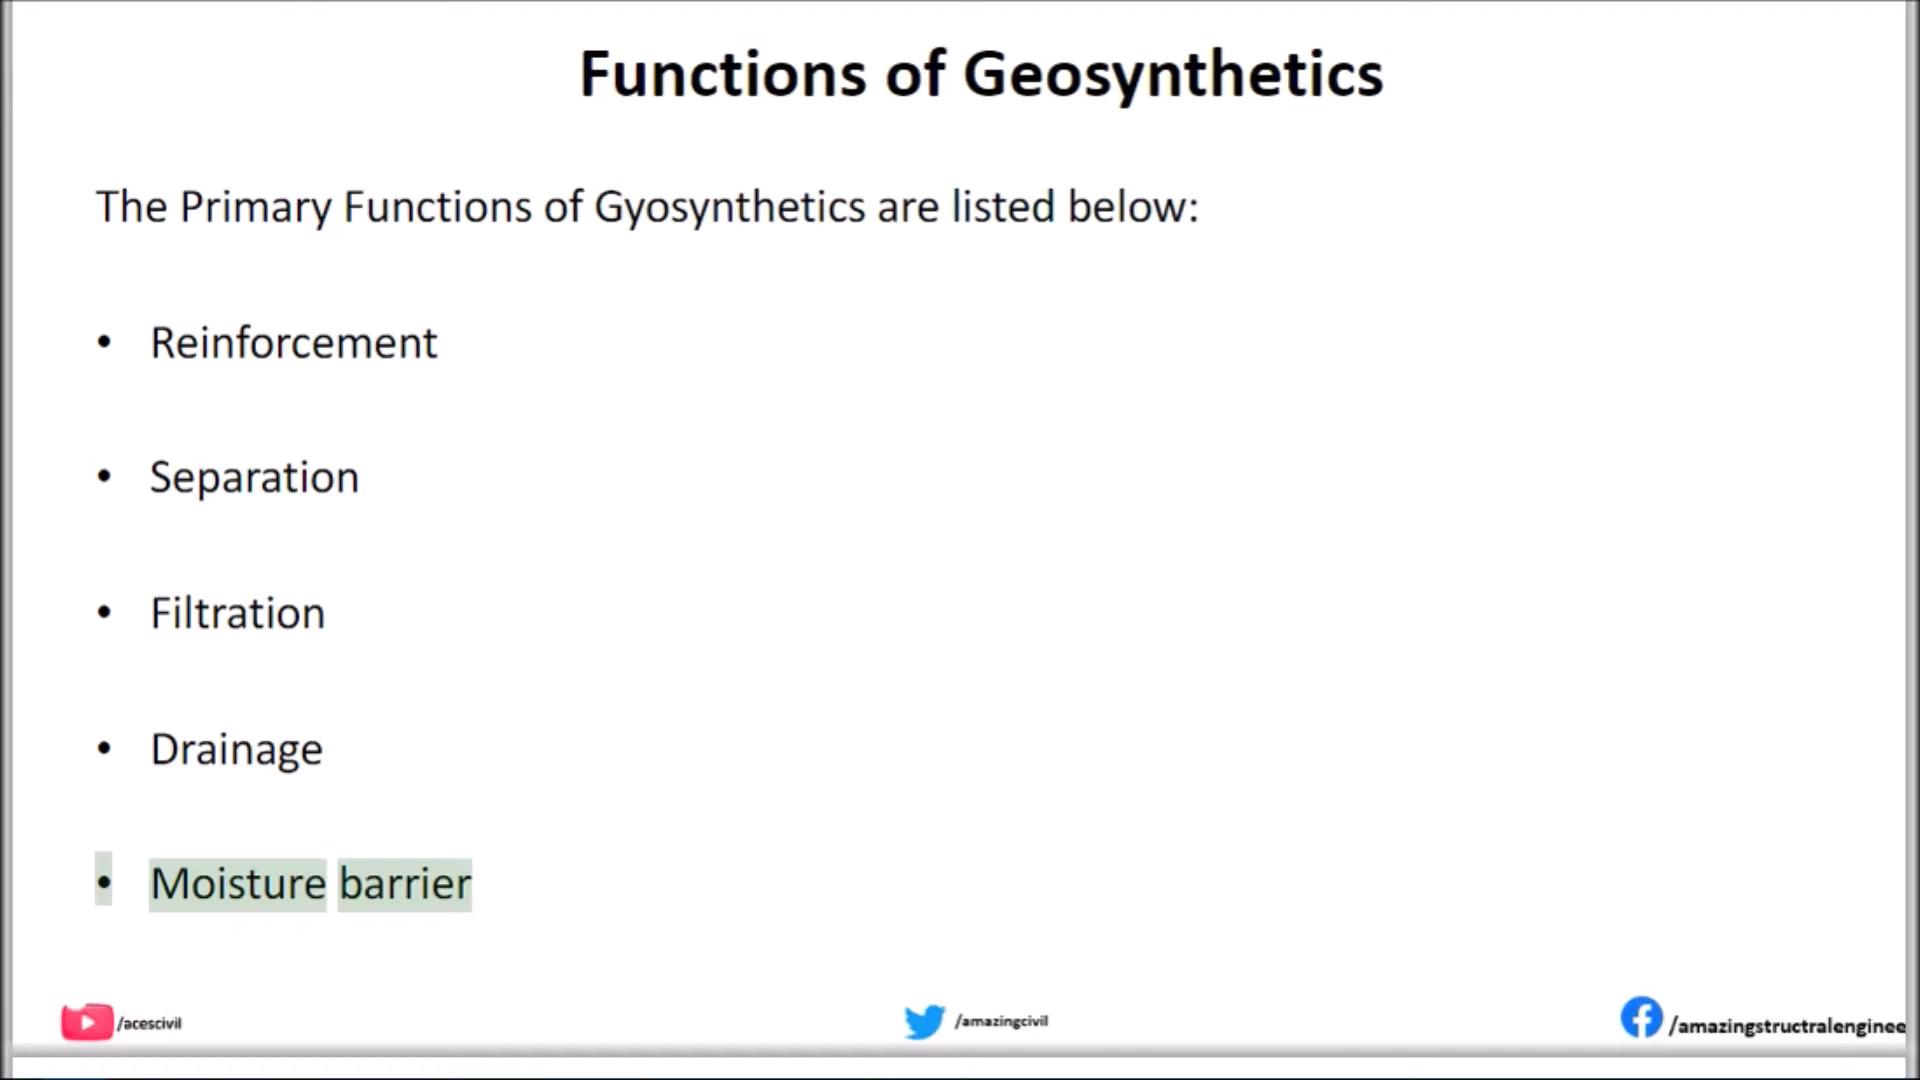 Functions of Geosynthetics
The Primary Functions of Gyosynthetics are listed below:
• Reinforcement
• Separation
• Filtration
• Drainage
• Moisture barrier
/acescivil
/amazingcivil
/amazingstructralenginee